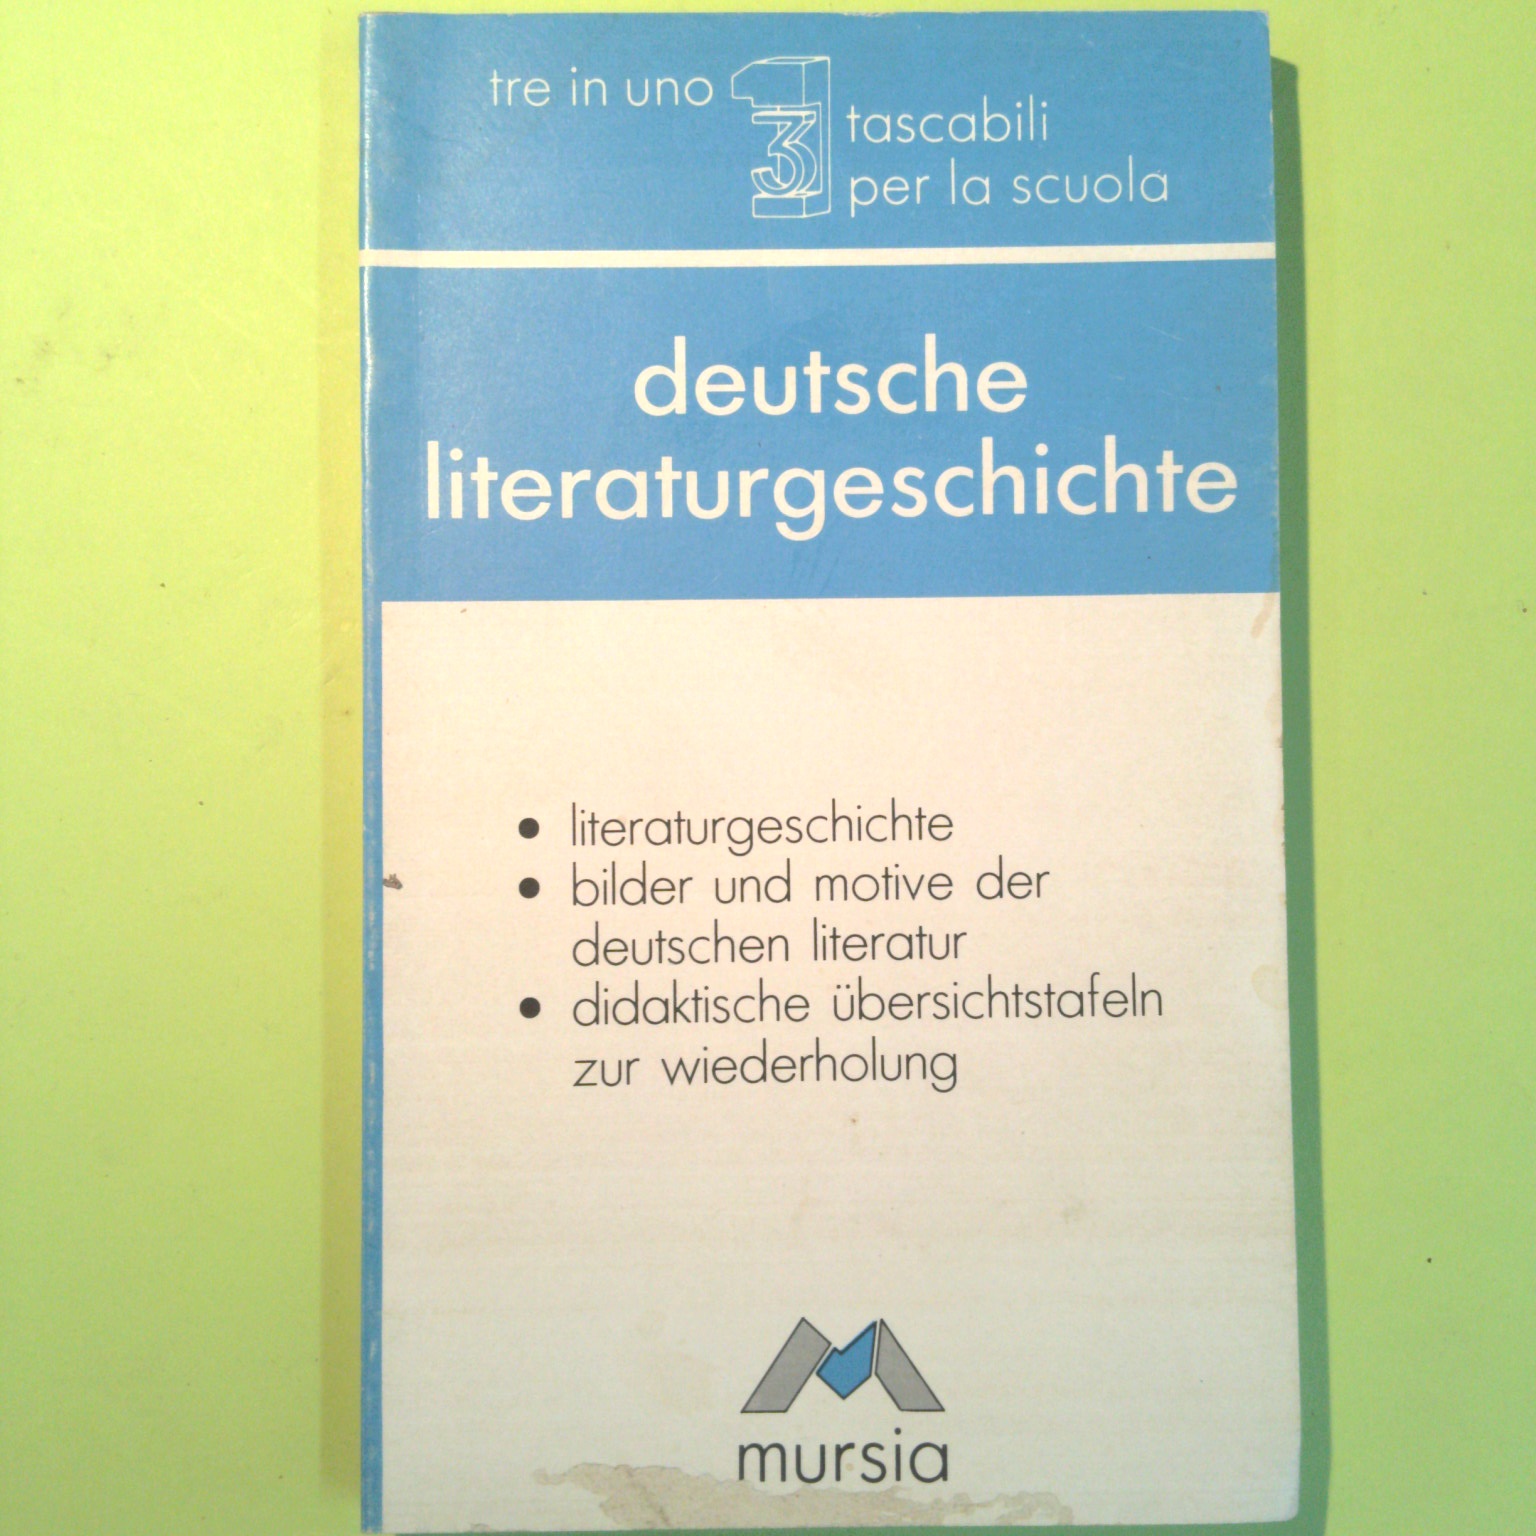 tre in uno
1
3
tascabili
per la scuola
deutsche
literaturgeschichte
• literaturgeschichte
• bilder und motive der
deutschen literatur
• didaktische übersichtstafeln
zur wiederholung
mursia